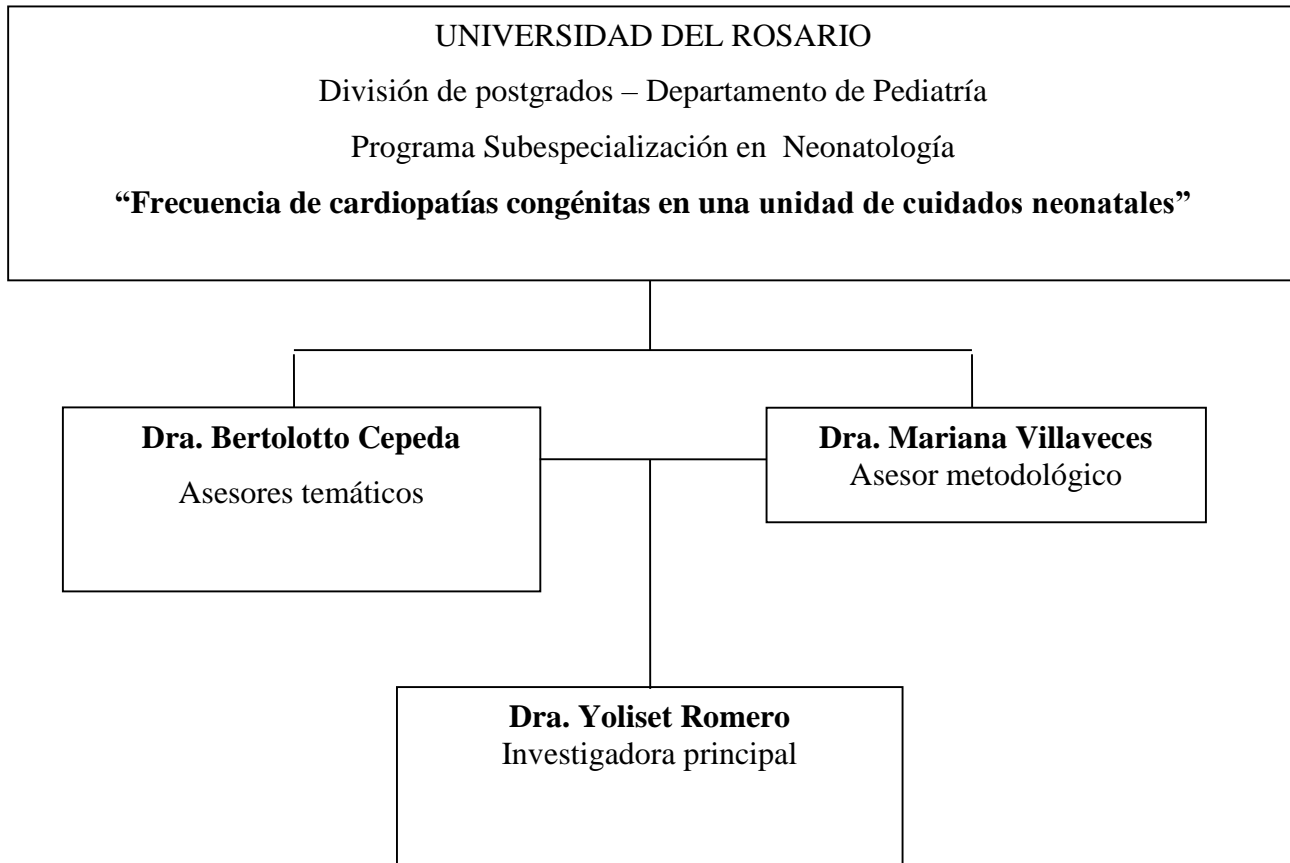 UNIVERSIDAD DEL ROSARIO
División de postgrados – Departamento de Pediatría
Programa Subespecialización en  Neonatología
“Frecuencia de cardiopatías congénitas en una unidad de cuidados neonatales”
Dra. Bertolotto Cepeda
Asesores temáticos
Dra. Mariana Villaveces
Asesor metodológico
Dra. Yoliset Romero
Investigadora principal